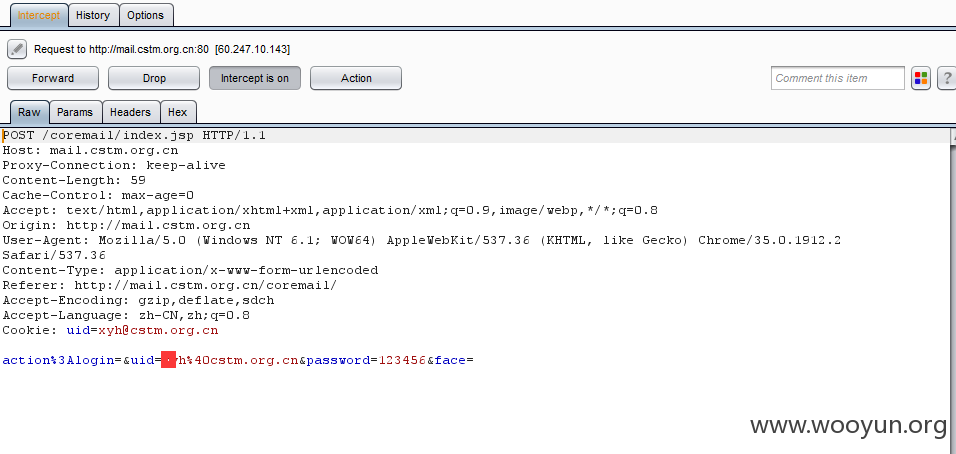 Intercept History Options
Request to http://mail.cstm.org.cn:80 [60.247.10.143]
Forward Drop Intercept is on Action Comment this item ?
Raw Params Headers Hex
POST /coremail/index.jsp HTTP/1.1
Host: mail.cstm.org.cn
Proxy-Connection: keep-alive
Content-Length: 59
Cache-Control: max-age=0
Accept: text/html,application/xhtml+xml,application/xml;q=0.9,image/webp,*/*;q=0.8
Origin: http://mail.cstm.org.cn
User-Agent: Mozilla/5.0 (Windows NT 6.1; WOW64) AppleWebKit/537.36 (KHTML, like Gecko) Chrome/35.0.1912.2
Safari/537.36
Content-Type: application/x-www-form-urlencoded
Referer: http://mail.cstm.org.cn/coremail/
Accept-Encoding: gzip,deflate,sdch
Accept-Language: zh-CN,zh;q=0.8
Cookie: uid=xyh@cstm.org.cn
action%3Alogin=&uid= yh%40cstm.org.cn&password=123456&face=
www.wooyun.org